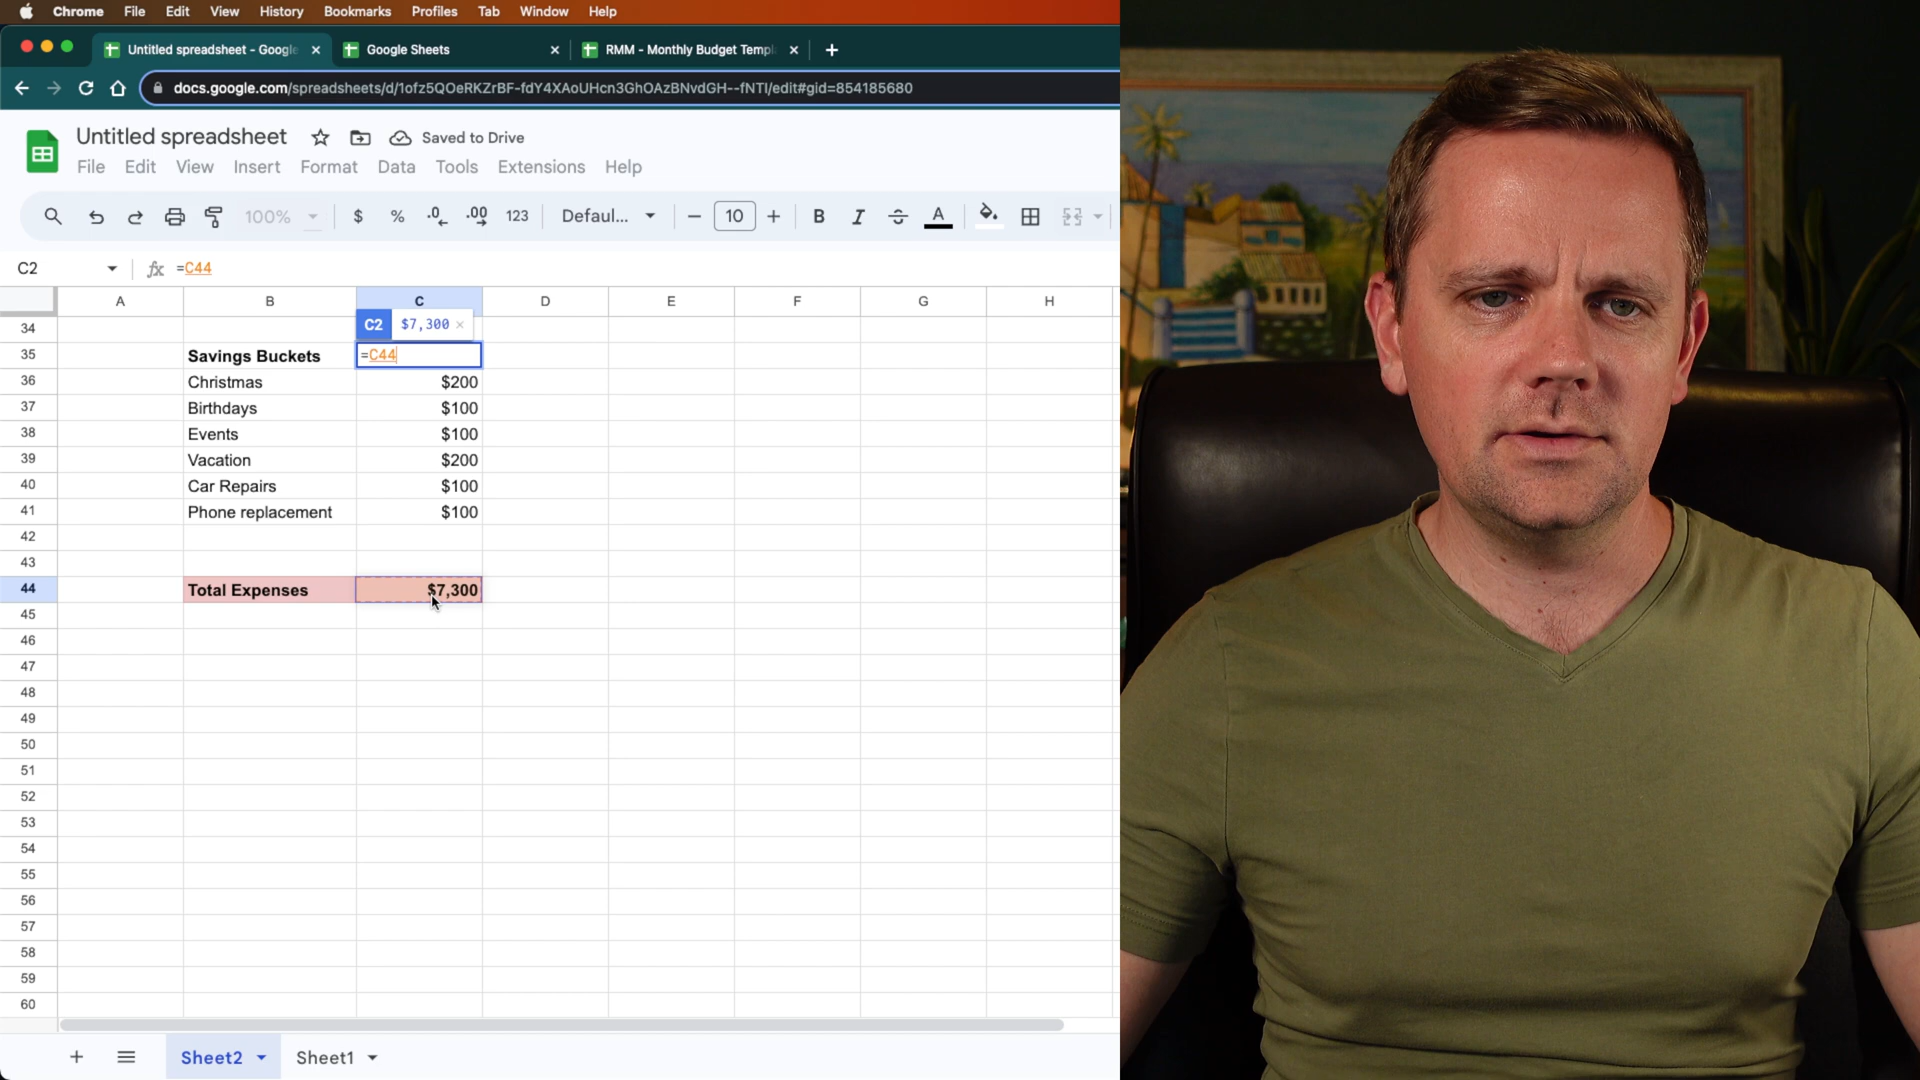 Chrome File Edit View History Bookmarks Profiles Tab Window Help
Untitled spreadsheet - Google
Google Sheets
RMM - Monthly Budget Templ
docs.google.com/spreadsheets/d/1ofz5QOeRKZrBF-fdY4XAoUHcn3GhOAzBNvdGH--fNTI/edit#gid=854185680
Untitled spreadsheet
Saved to Drive
File Edit View Insert Format Data Tools Extensions Help
100% $ % .0 .00 123 Defaul... 10 B I A
C2 fx =C44
A B C D E F G H
C2 $7,300
34
35 Savings Buckets =C44
36 Christmas $200
37 Birthdays $100
38 Events $100
39 Vacation $200
40 Car Repairs $100
41 Phone replacement $100
42
43
44 Total Expenses $7,300
45
46
47
48
49
50
51
52
53
54
55
56
57
58
59
60
Sheet2 Sheet1